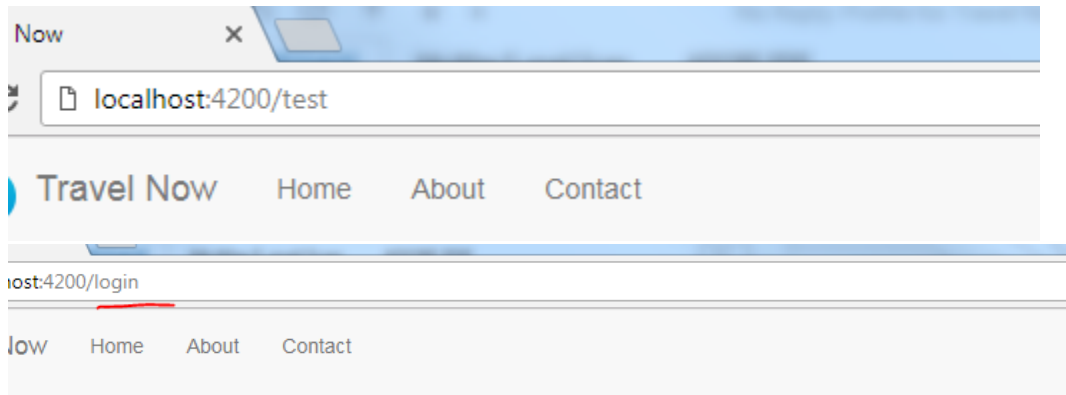 Now
localhost:4200/test
Travel Now Home About Contact
host:4200/login
Now Home About Contact